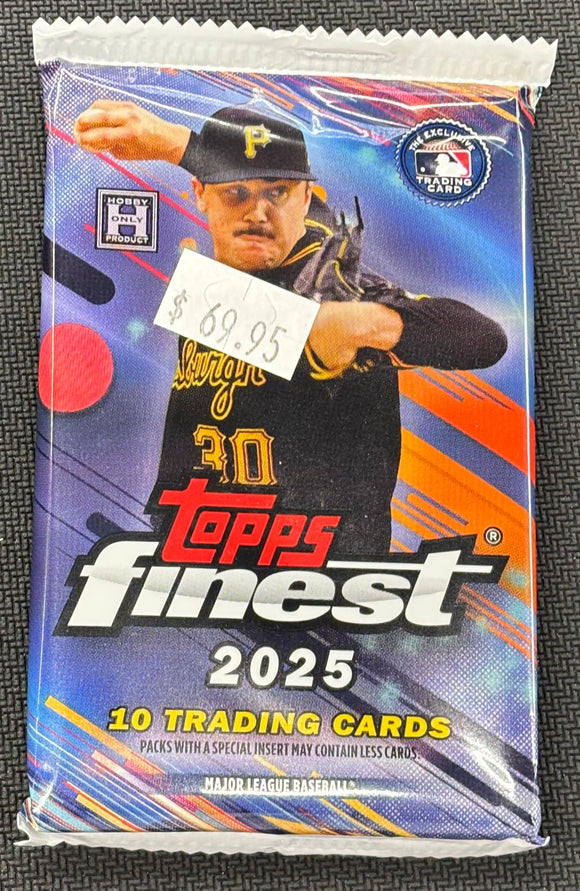 P
THE EXCLUSIVE
TRADING
CARD
HOBBY
H
ONLY
PRODUCT
$ 69.95
sburgh
30
TOPPS
finest®
2025
10 TRADING CARDS
PACKS WITH A SPECIAL INSERT MAY CONTAIN LESS CARDS.
MAJOR LEAGUE BASEBALL®